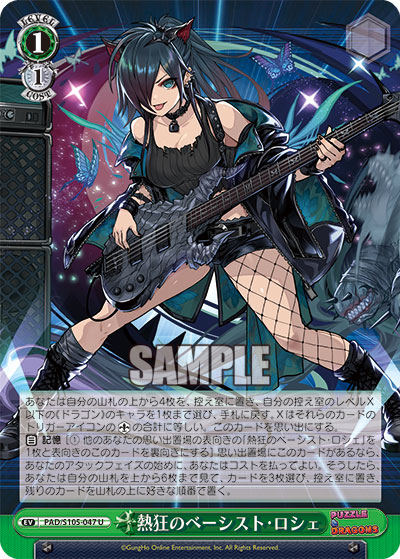 LEVEL
1
1
COST
SAMPLE
あなたは自分の山札の上から4枚を、控え室に置き、自分の控え室のレベルX
以下の《ドラゴン》のキャラを1枚まで選び、手札に戻す。Xはそれらのカードの
トリガーアイコンの の合計に等しい。このカードを思い出にする。
自 記憶 [① 他のあなたの思い出置場の表向きの「熱狂のベーシスト・ロシェ」を
1枚と表向きのこのカードを裏向きにする] 思い出置場にこのカードがあるなら、
あなたのアタックフェイズの始めに、あなたはコストを払ってよい。そうしたら、
あなたは自分の山札を上から6枚まで見て、カードを3枚選び、控え室に置き、
残りのカードを山札の上に好きな順番で置く。
EV PAD/S105-047 U 熱狂のベーシスト・ロシェ PUZZLE & DRAGONS
©GungHo Online Entertainment, Inc. All Rights Reserved.